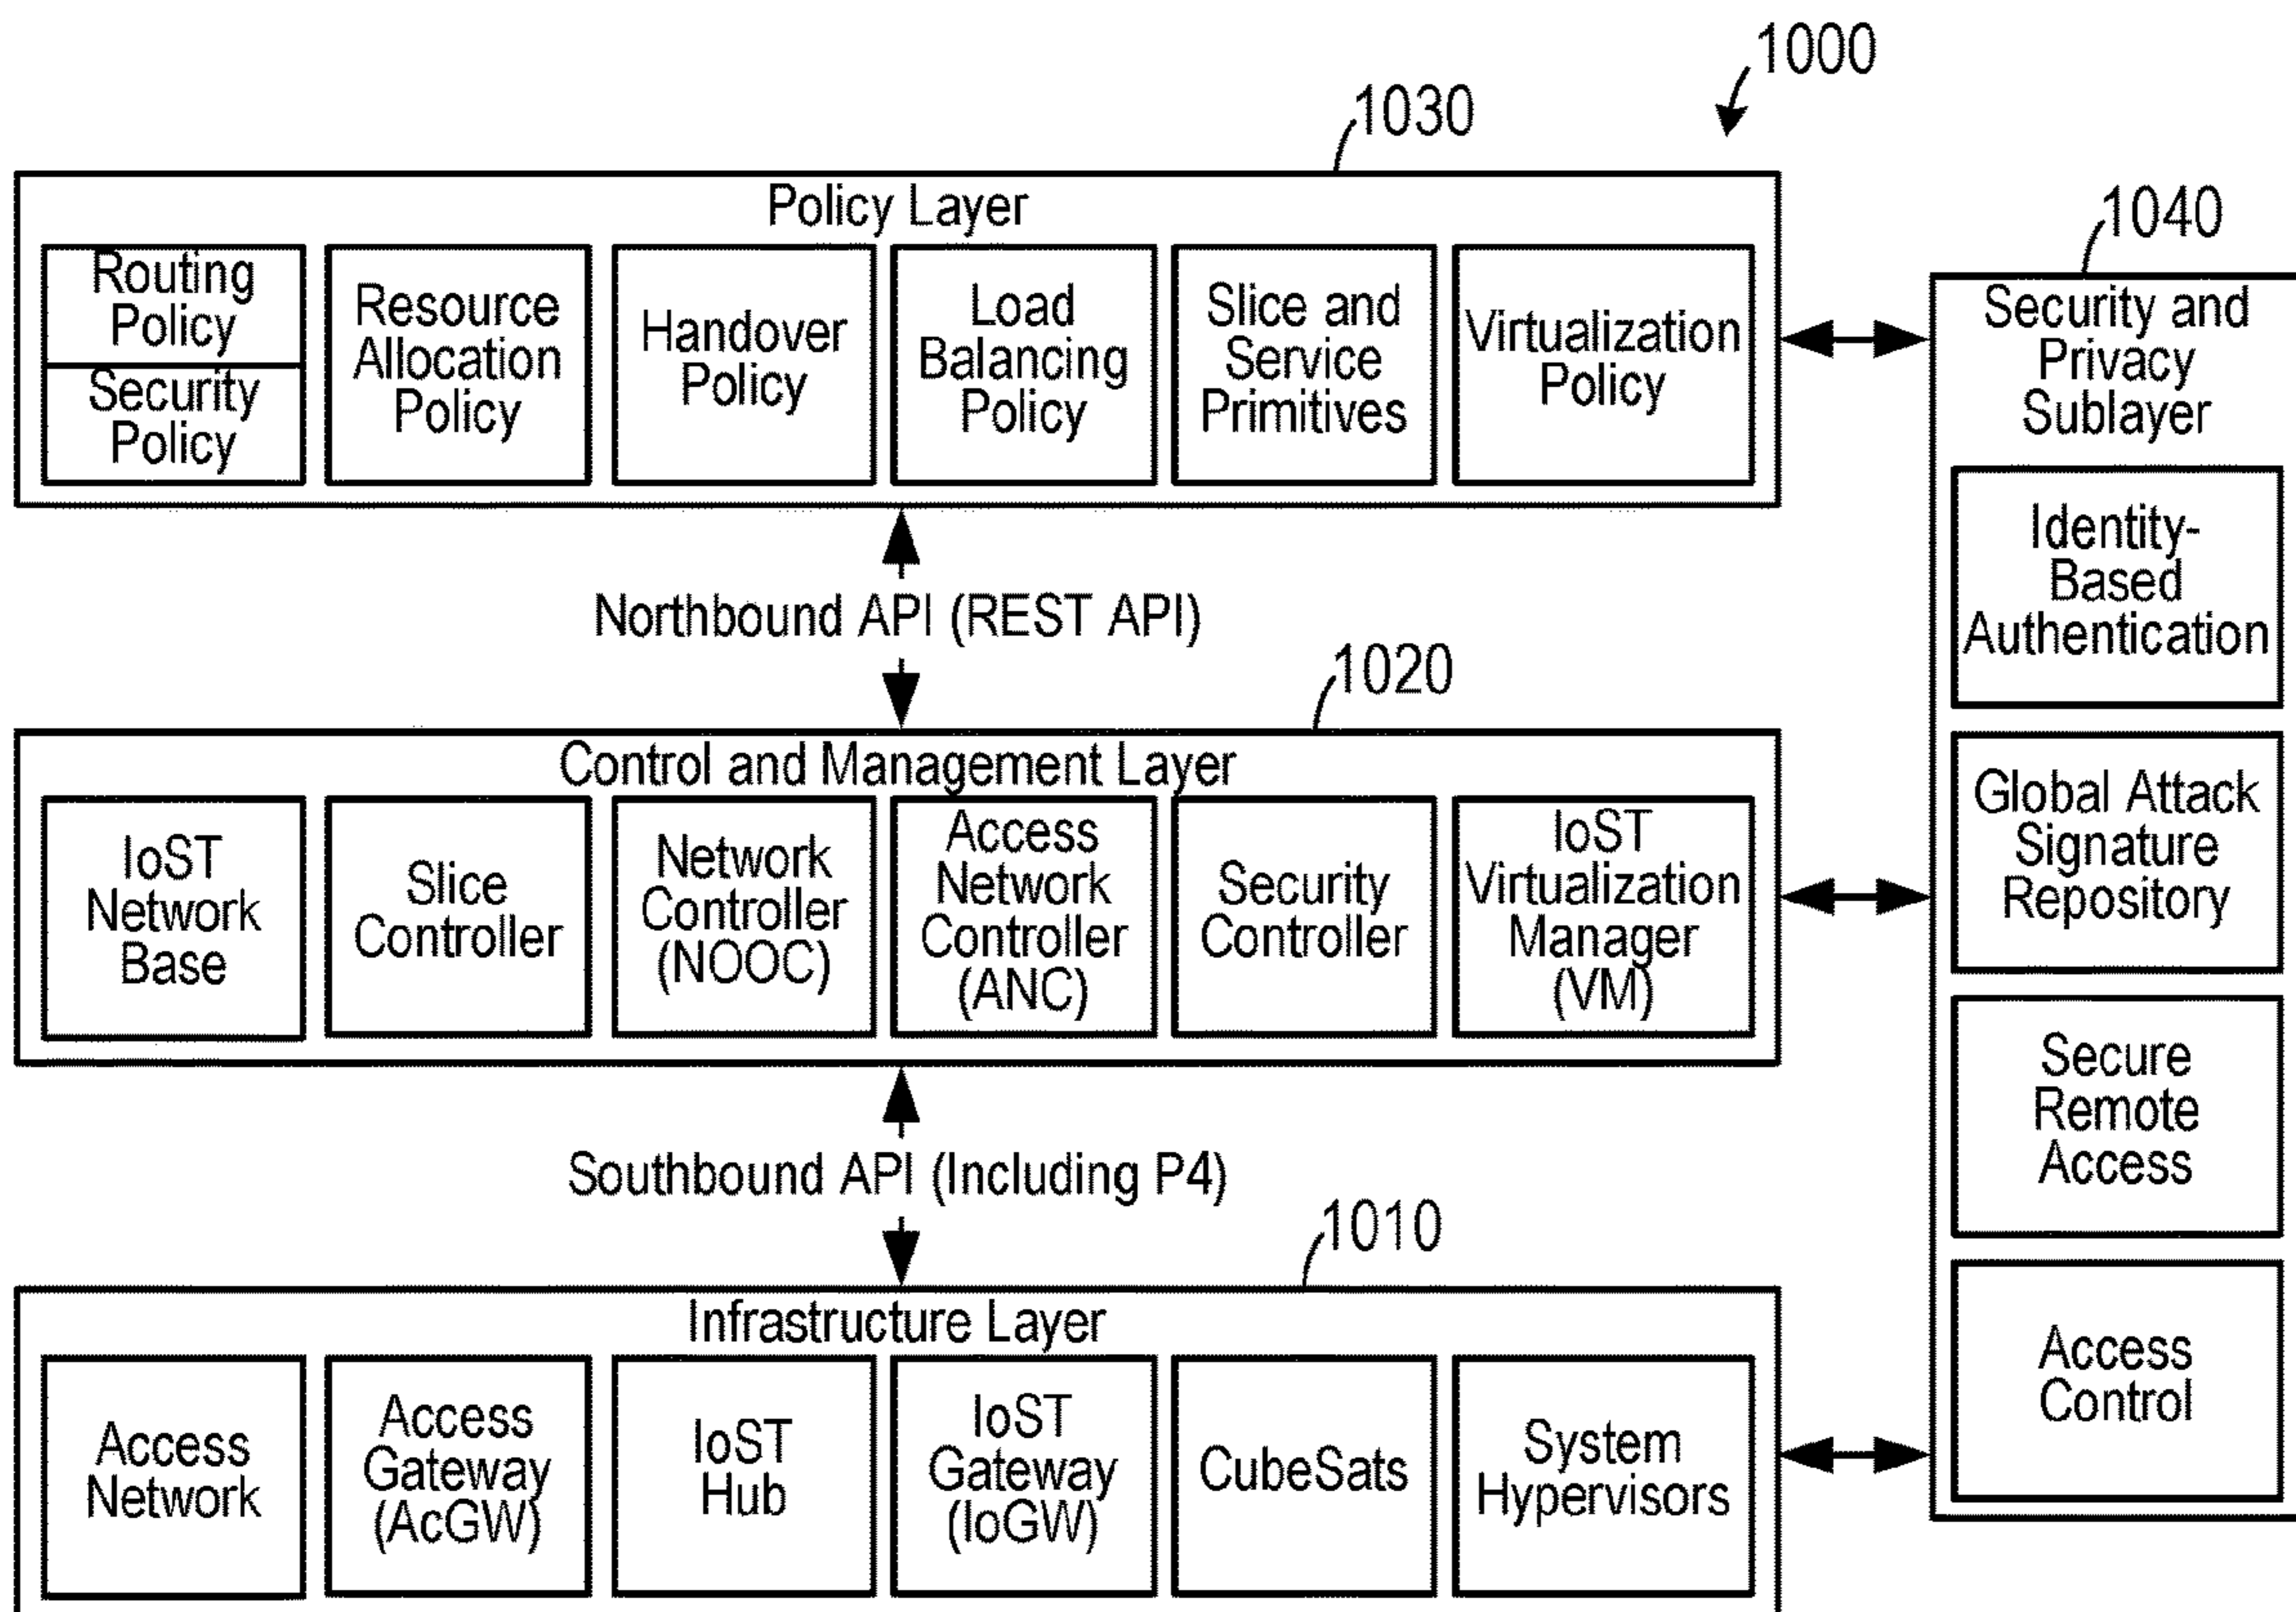 1000
1030
Policy Layer
Routing
Policy
Security
Policy
Resource
Allocation
Policy
Handover
Policy
Load
Balancing
Policy
Slice and
Service
Primitives
Virtualization
Policy
1040
Security and
Privacy
Sublayer
Identity-
Based
Authentication
Global Attack
Signature
Repository
Secure
Remote
Access
Access
Control
Northbound API (REST API)
1020
Control and Management Layer
IoST
Network
Base
Slice
Controller
Network
Controller
(NOOC)
Access
Network
Controller
(ANC)
Security
Controller
IoST
Virtualization
Manager
(VM)
Southbound API (Including P4)
1010
Infrastructure Layer
Access
Network
Access
Gateway
(AcGW)
IoST
Hub
IoST
Gateway
(IoGW)
CubeSats
System
Hypervisors